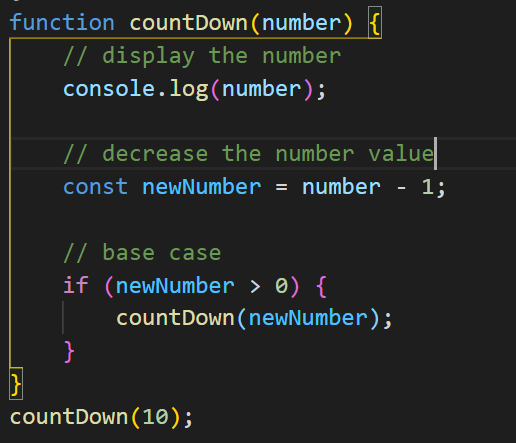 function countDown(number) {
    // display the number
    console.log(number);

    // decrease the number value
    const newNumber = number - 1;

    // base case
    if (newNumber > 0) {
        countDown(newNumber);
    }
}
countDown(10);